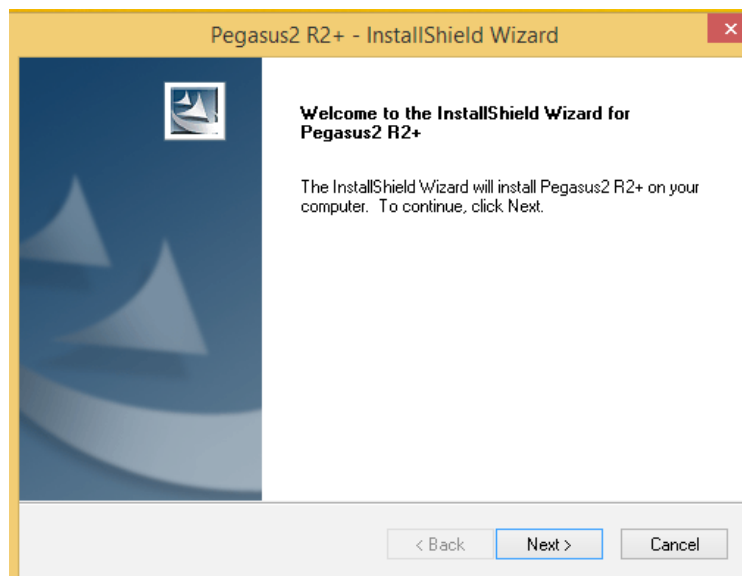 Pegasus2 R2+ - InstallShield Wizard
Welcome to the InstallShield Wizard for
Pegasus2 R2+
The InstallShield Wizard will install Pegasus2 R2+ on your
computer.  To continue, click Next.
< Back
Next >
Cancel